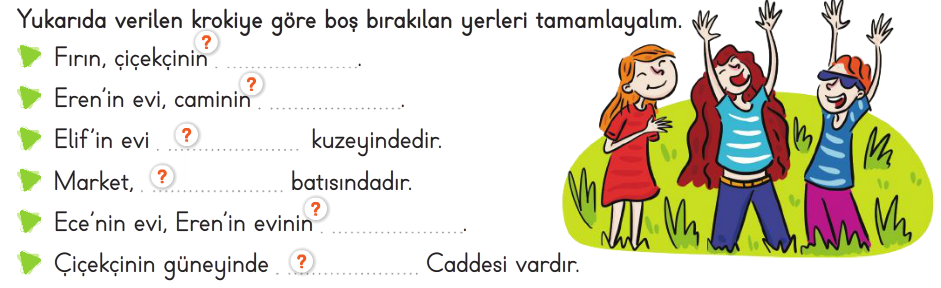 Yukarıda verilen krokiye göre boş bırakılan yerleri tamamlayalım.
Fırın, çiçekçinin ? ....................
Eren'in evi, caminin ? ....................
Elif'in evi ? .................... kuzeyindedir.
Market, ? .................... batısındadır.
Ece'nin evi, Eren'in evinin ? ....................
Çiçekçinin güneyinde ? .................... Caddesi vardır.